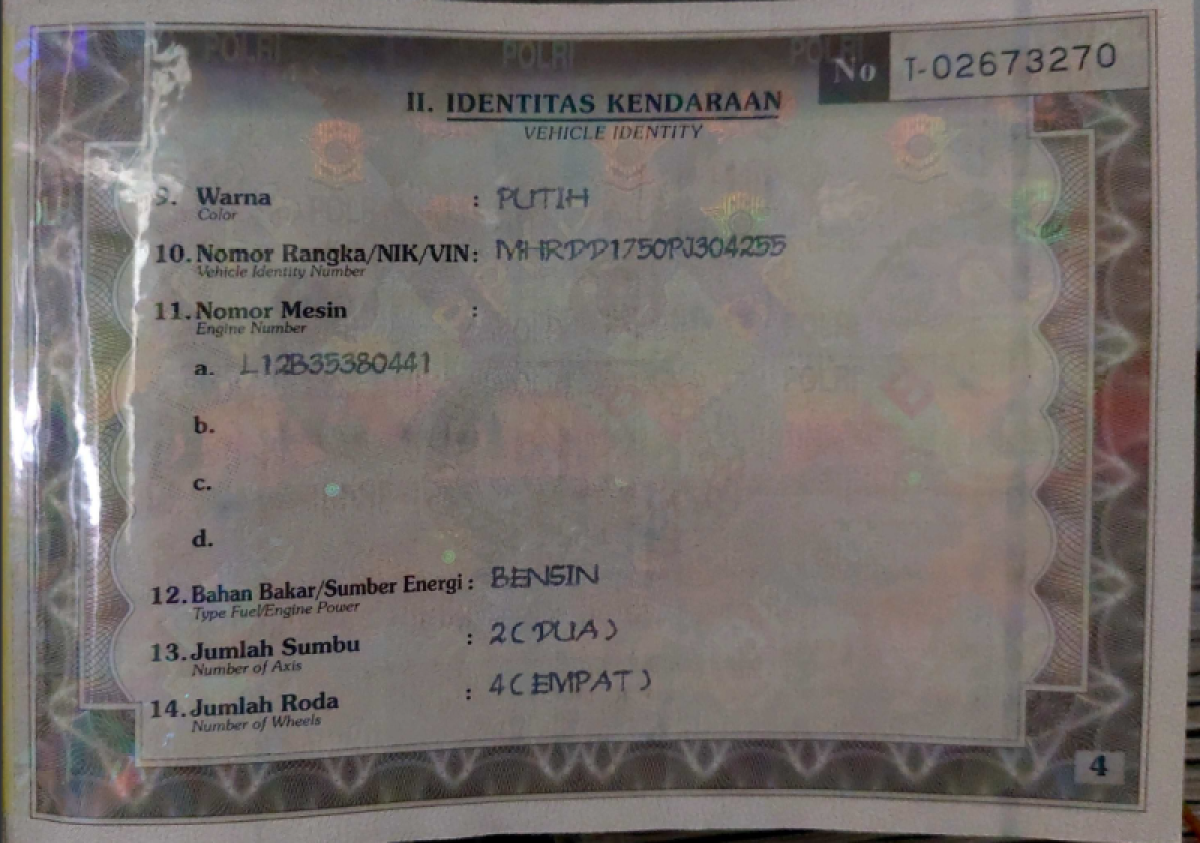 POLRI POLRI POLRI
No T-02673270
II. IDENTITAS KENDARAAN
VEHICLE IDENTITY
9. Warna : PUTIH
Color
10. Nomor Rangka/NIK/VIN : MHRDD1750PJ304255
Vehicle Identity Number
11. Nomor Mesin :
Engine Number
a. L12B35380441
b.
c.
d.
12. Bahan Bakar/Sumber Energi : BENSIN
Type Fuel/Engine Power
13. Jumlah Sumbu : 2 ( DUA )
Number of Axis
14. Jumlah Roda : 4 ( EMPAT )
Number of Wheels
4